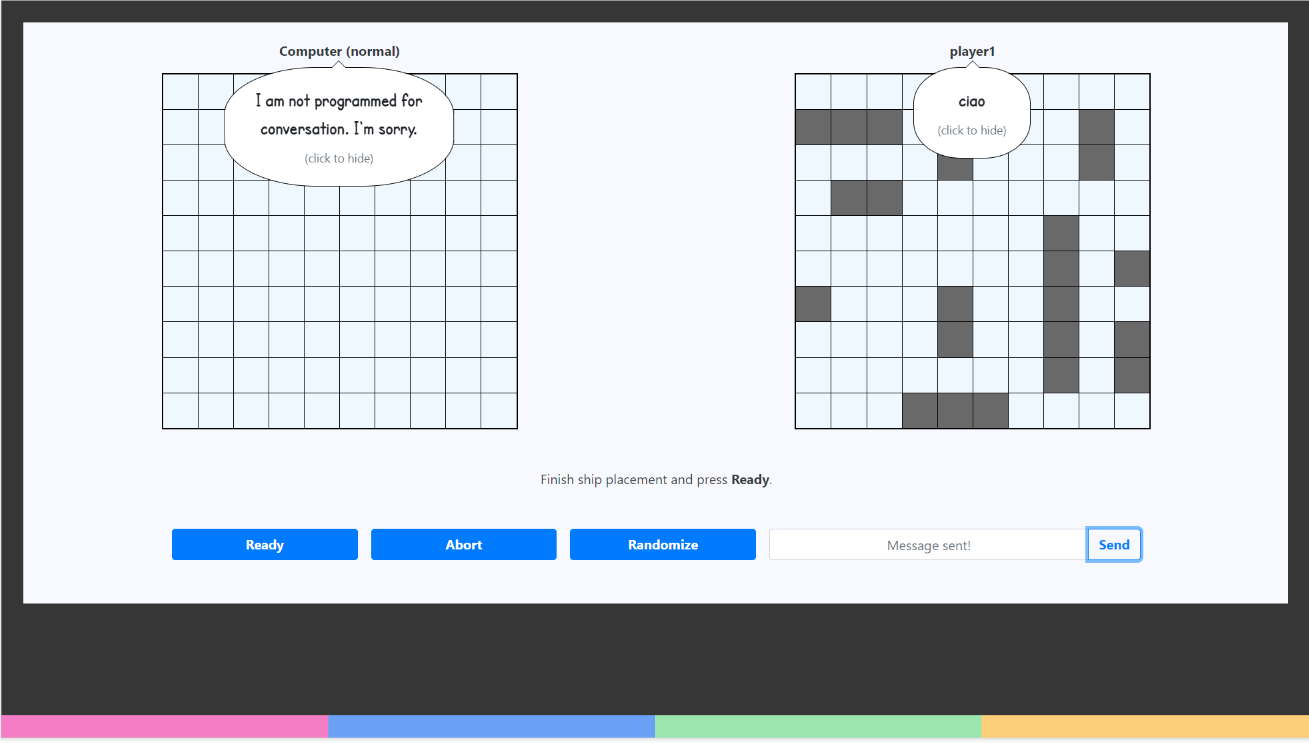 Computer (normal)
player1
I am not programmed for
conversation. I'm sorry.
(click to hide)
ciao
(click to hide)
Finish ship placement and press Ready.
Ready
Abort
Randomize
Message sent!
Send